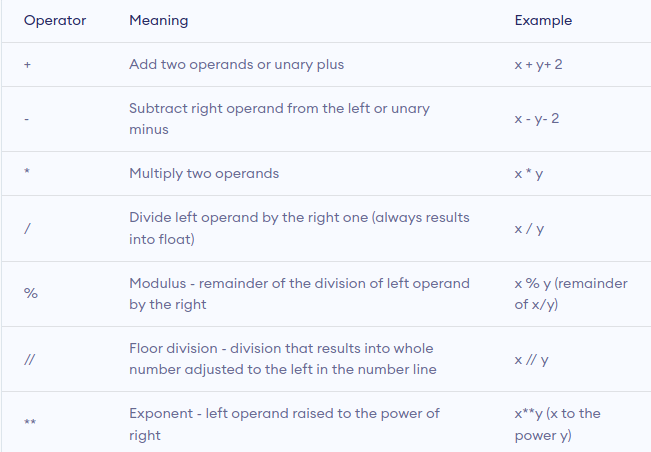 Operator Meaning Example
+ Add two operands or unary plus x + y+ 2
- Subtract right operand from the left or unary
minus x - y- 2
* Multiply two operands x * y
/ Divide left operand by the right one (always results
into float) x / y
% Modulus - remainder of the division of left operand
by the right x % y (remainder
of x/y)
// Floor division - division that results into whole
number adjusted to the left in the number line x // y
** Exponent - left operand raised to the power of
right x**y (x to the
power y)